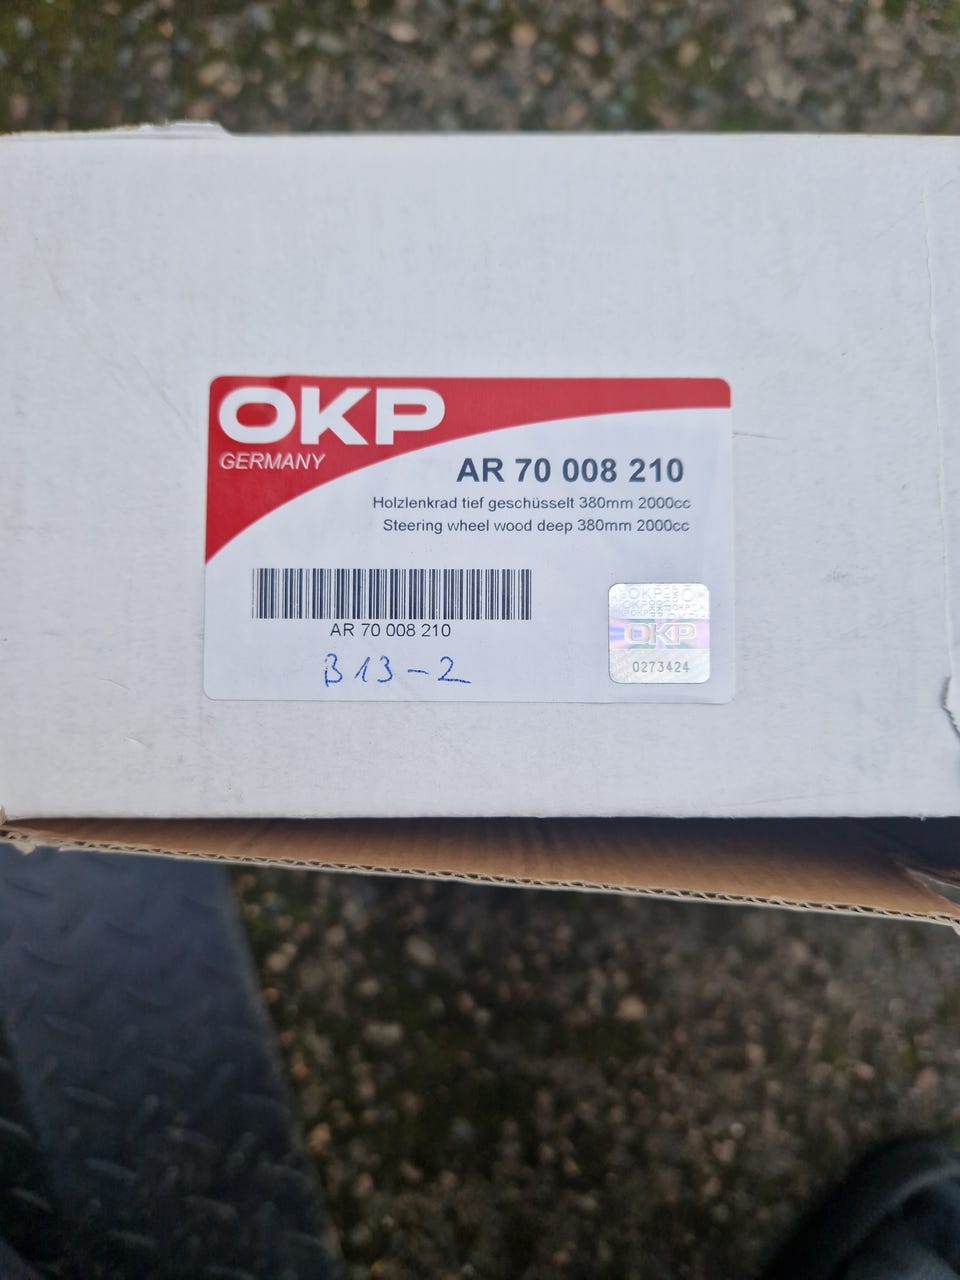 OKP
GERMANY
AR 70 008 210
Holzlenkrad tief geschüsselt 380mm 2000cc
Steering wheel wood deep 380mm 2000cc
AR 70 008 210
B13-2
OKP
0273424